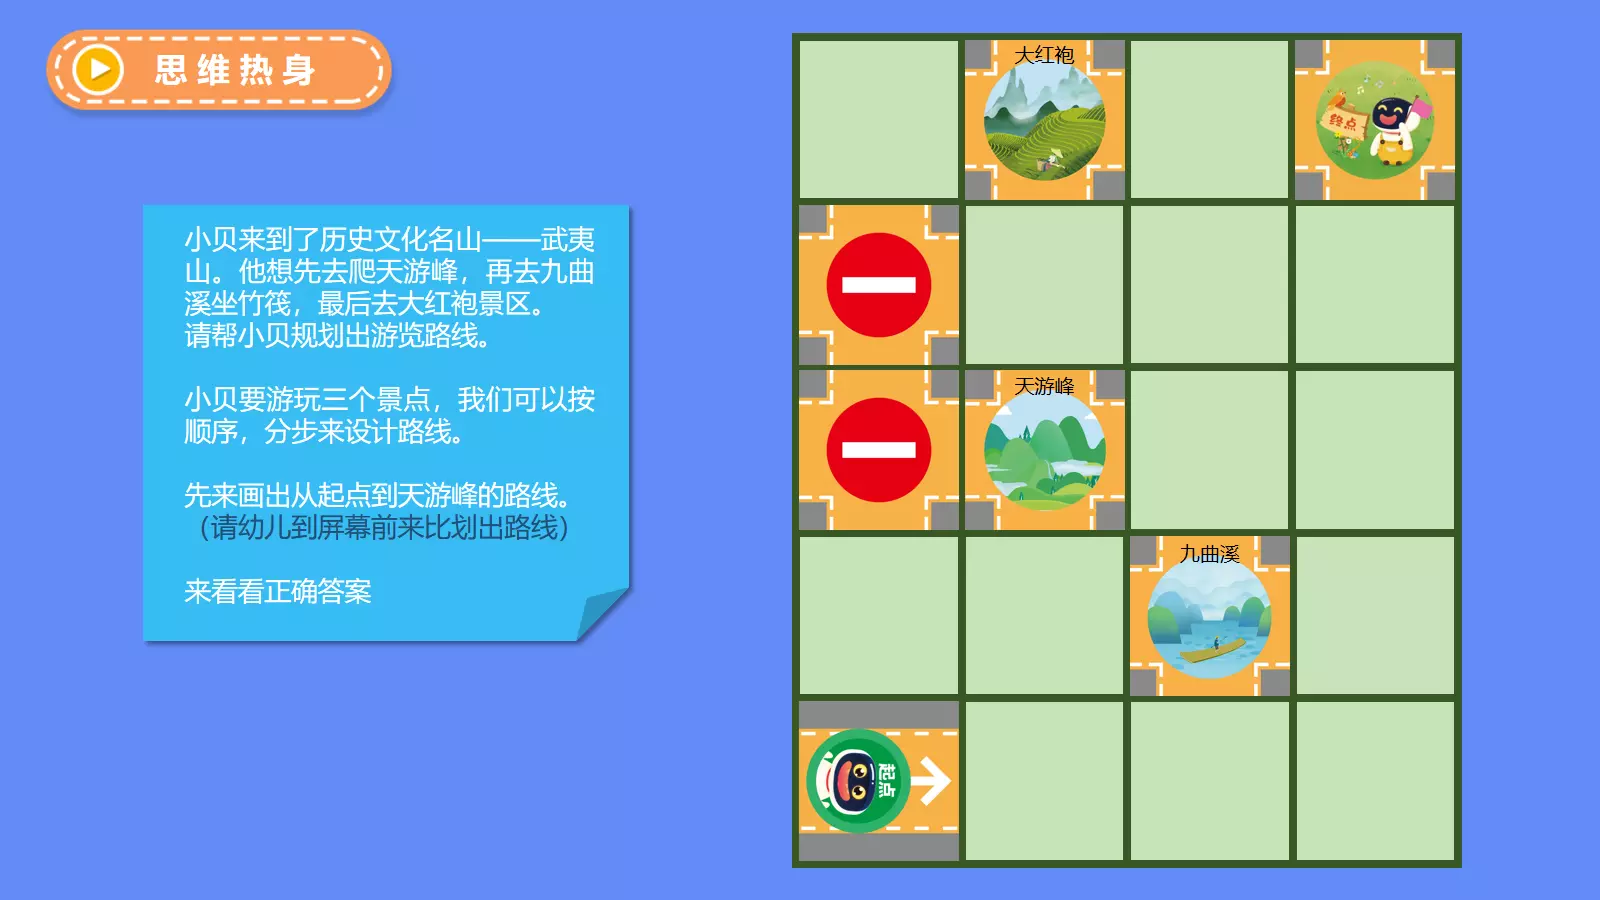 思维热身
小贝来到了历史文化名山——武夷
山。他想先去爬天游峰，再去九曲
溪坐竹筏，最后去大红袍景区。
请帮小贝规划出游览路线。
小贝要游玩三个景点，我们可以按
顺序，分步来设计路线。
先来画出从起点到天游峰的路线。
（请幼儿到屏幕前来比划出路线）
来看看正确答案
大红袍
终点
天游峰
九曲溪
起点